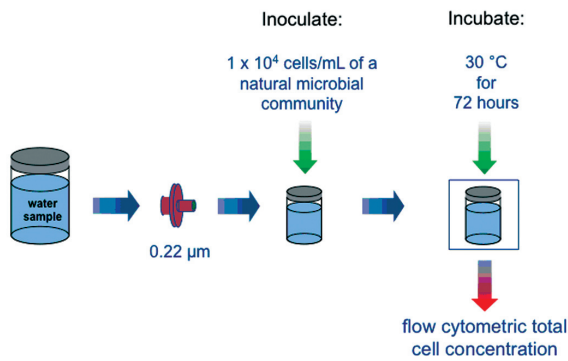 Inoculate:
Incubate:
1 x 10⁴ cells/mL of a
natural microbial
community
30 °C
for
72 hours
water
sample
0.22 µm
flow cytometric total
cell concentration